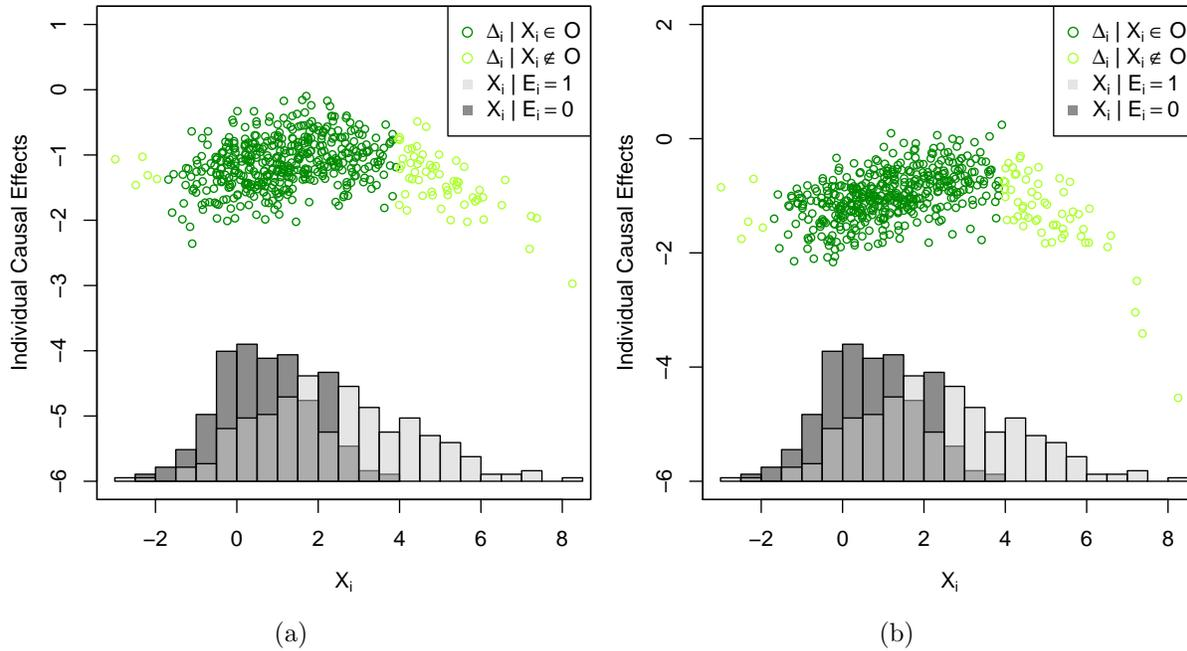 Δi | Xi ∈ O
Δi | Xi ∉ O
Xi | Ei = 1
Xi | Ei = 0
1
0
−1
−2
−3
−4
−5
−6
Individual Causal Effects
−2 0 2 4 6 8
Xi
(a)
Δi | Xi ∈ O
Δi | Xi ∉ O
Xi | Ei = 1
Xi | Ei = 0
2
0
−2
−4
−6
Individual Causal Effects
−2 0 2 4 6 8
Xi
(b)